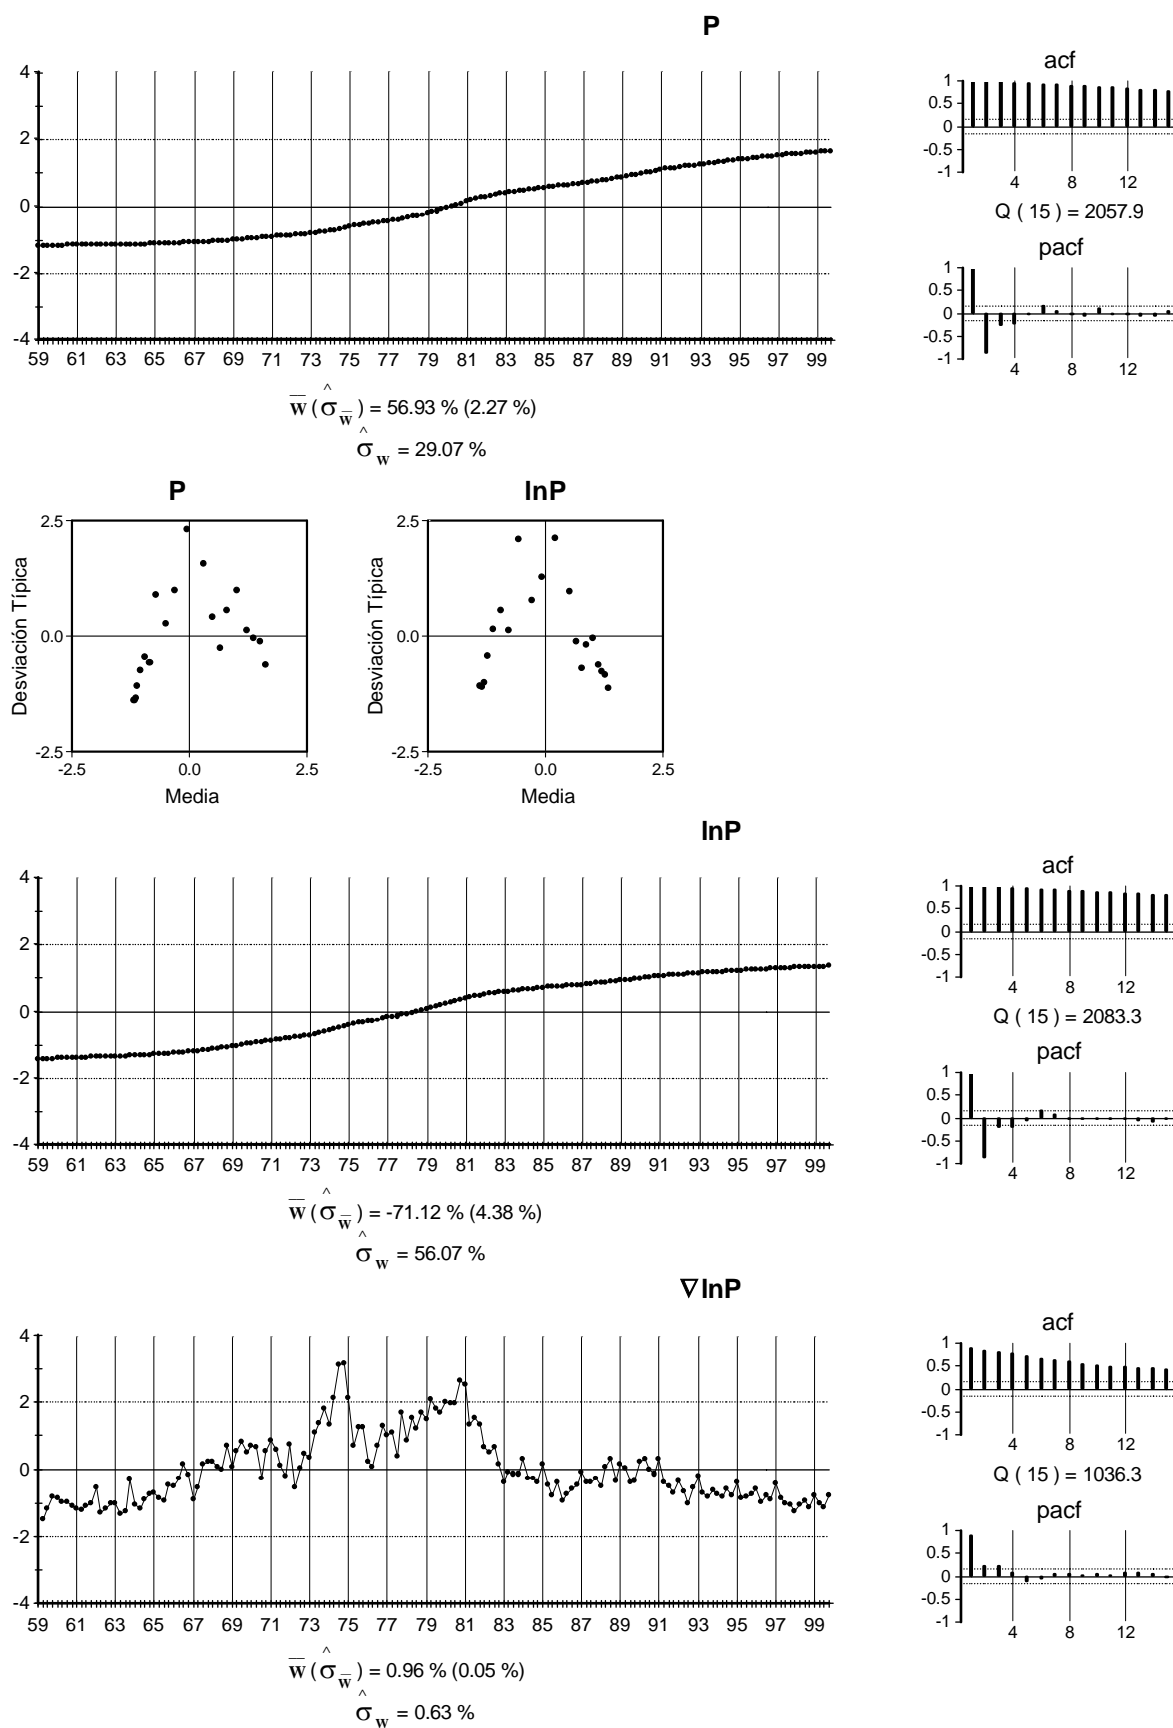 P
4
2
0
-2
-4
59 61 63 65 67 69 71 73 75 77 79 81 83 85 87 89 91 93 95 97 99
w̅ (σ̂w̅) = 56.93 % (2.27 %)
σ̂w = 29.07 %
acf
1
0.5
0
-0.5
-1
4 8 12
Q ( 15 ) = 2057.9
pacf
1
0.5
0
-0.5
-1
4 8 12
P
2.5
0.0
-2.5
-2.5 0.0 2.5
Desviación Típica
Media
lnP
2.5
0.0
-2.5
-2.5 0.0 2.5
Desviación Típica
Media
lnP
4
2
0
-2
-4
59 61 63 65 67 69 71 73 75 77 79 81 83 85 87 89 91 93 95 97 99
w̅ (σ̂w̅) = -71.12 % (4.38 %)
σ̂w = 56.07 %
acf
1
0.5
0
-0.5
-1
4 8 12
Q ( 15 ) = 2083.3
pacf
1
0.5
0
-0.5
-1
4 8 12
∇lnP
4
2
0
-2
-4
59 61 63 65 67 69 71 73 75 77 79 81 83 85 87 89 91 93 95 97 99
w̅ (σ̂w̅) = 0.96 % (0.05 %)
σ̂w = 0.63 %
acf
1
0.5
0
-0.5
-1
4 8 12
Q ( 15 ) = 1036.3
pacf
1
0.5
0
-0.5
-1
4 8 12